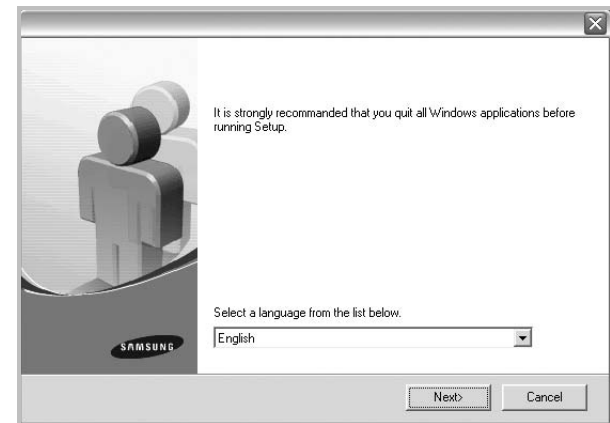 It is strongly recommanded that you quit all Windows applications before
running Setup.
Select a language from the list below.
English
SAMSUNG
Next>
Cancel